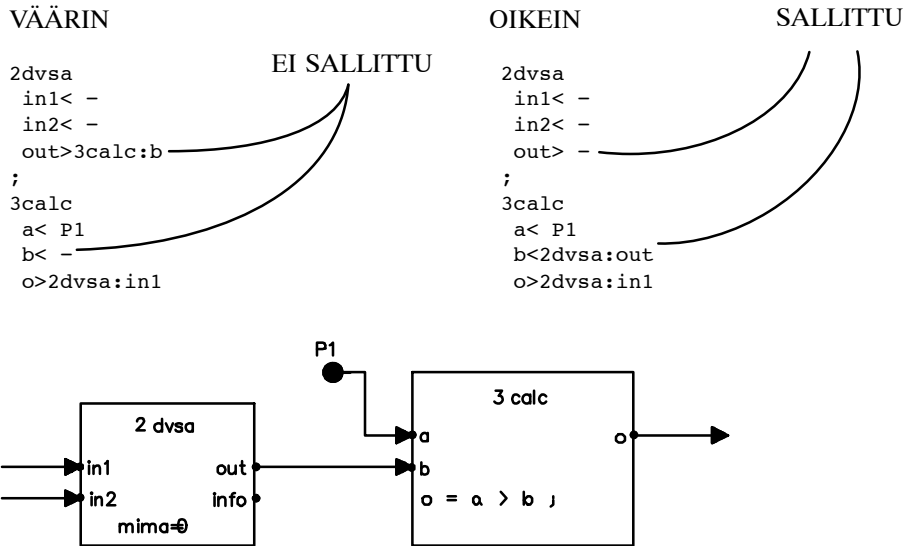 VÄÄRIN
EI SALLITTU
2dvsa
in1< -
in2< -
out>3calc:b
;
3calc
a< P1
b< -
o>2dvsa:in1
OIKEIN
SALLITTU
2dvsa
in1< -
in2< -
out> -
;
3calc
a< P1
b<2dvsa:out
o>2dvsa:in1
P1
2 dvsa
in1
out
in2
info
mima=0
3 calc
a
o
b
o = a > b ;